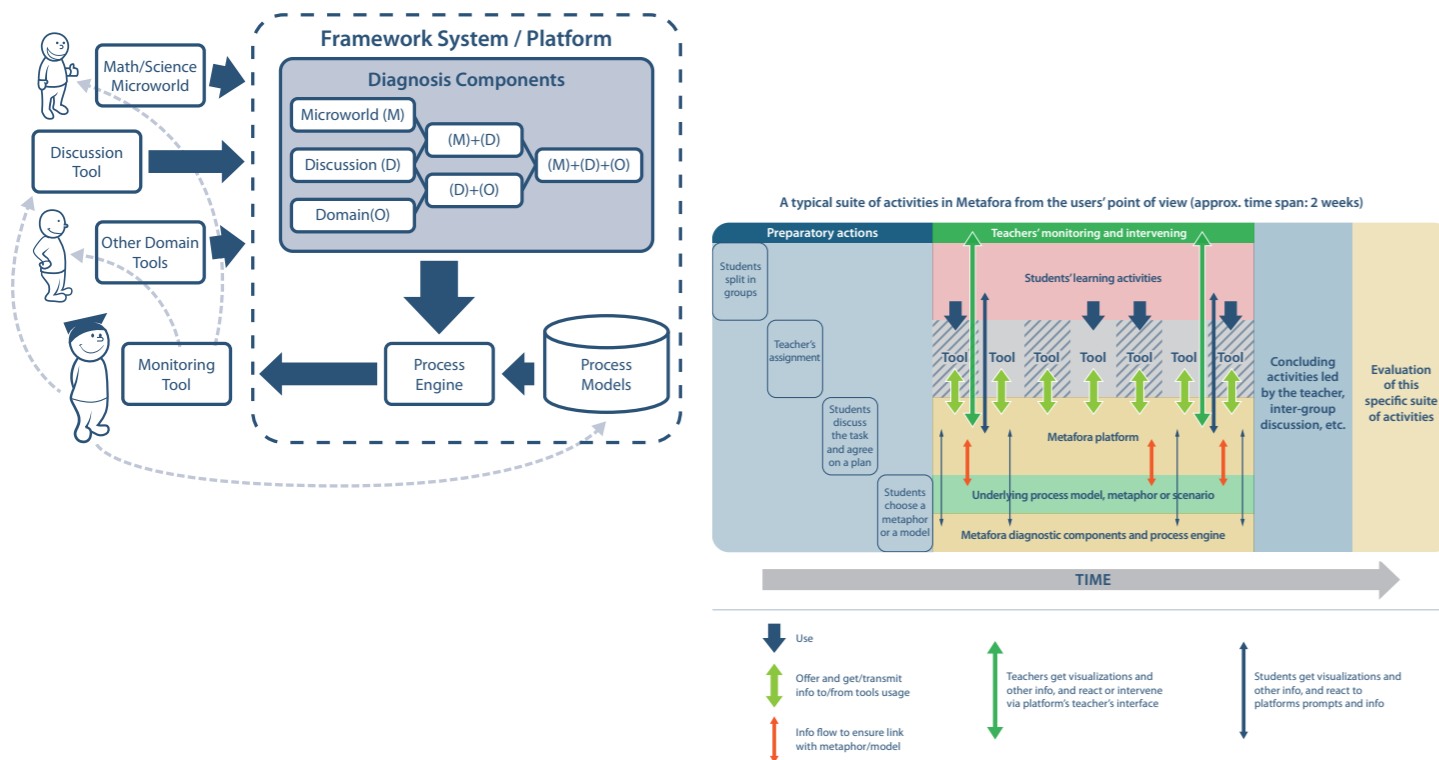 Framework System / Platform
Math/Science
Microworld
Diagnosis Components
Microworld (M)
(M)+(D)
Discussion (D)
(M)+(D)+(O)
(D)+(O)
Domain(O)
Discussion
Tool
Other Domain
Tools
Monitoring
Tool
Process
Engine
Process
Models
A typical suite of activities in Metafora from the users' point of view (approx. time span: 2 weeks)
Preparatory actions
Teachers' monitoring and intervening
Students
split in
groups
Students' learning activities
Teacher's
assignment
Tool
Tool
Tool
Tool
Tool
Tool
Tool
Students
discuss
the task
and agree
on a plan
Metafora platform
Students
choose a
metaphor
or a model
Underlying process model, metaphor or scenario
Metafora diagnostic components and process engine
Concluding
activities led
by the teacher,
inter-group
discussion, etc.
Evaluation
of this
specific suite
of activities
TIME
Use
Offer and get/transmit
info to/from tools usage
Info flow to ensure link
with metaphor/model
Teachers get visualizations and
other info, and react or intervene
via platform's teacher's interface
Students get visualizations and
other info, and react to
platforms prompts and info